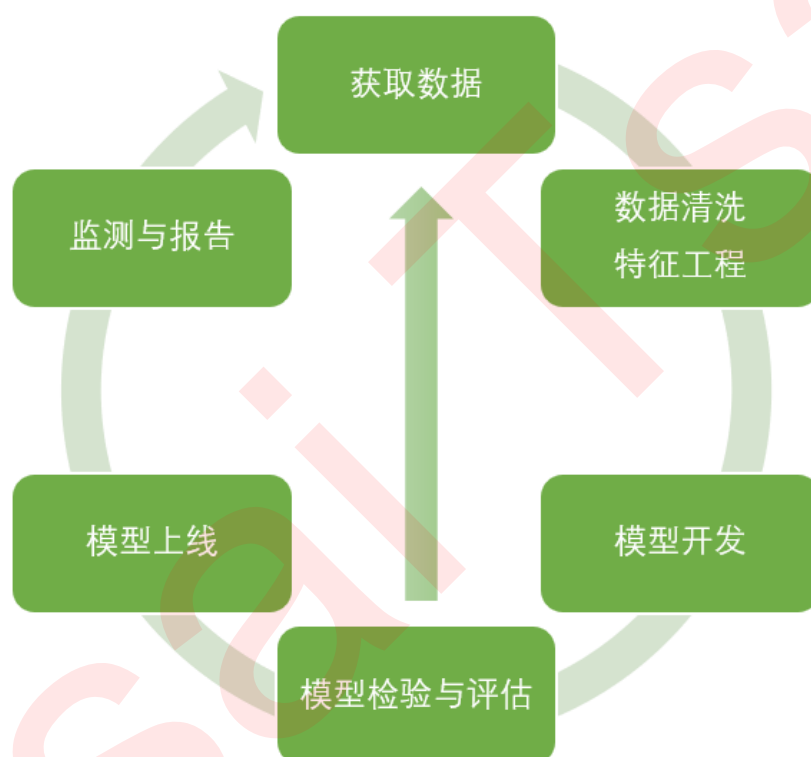 获取数据
数据清洗
特征工程
模型开发
模型检验与评估
模型上线
监测与报告